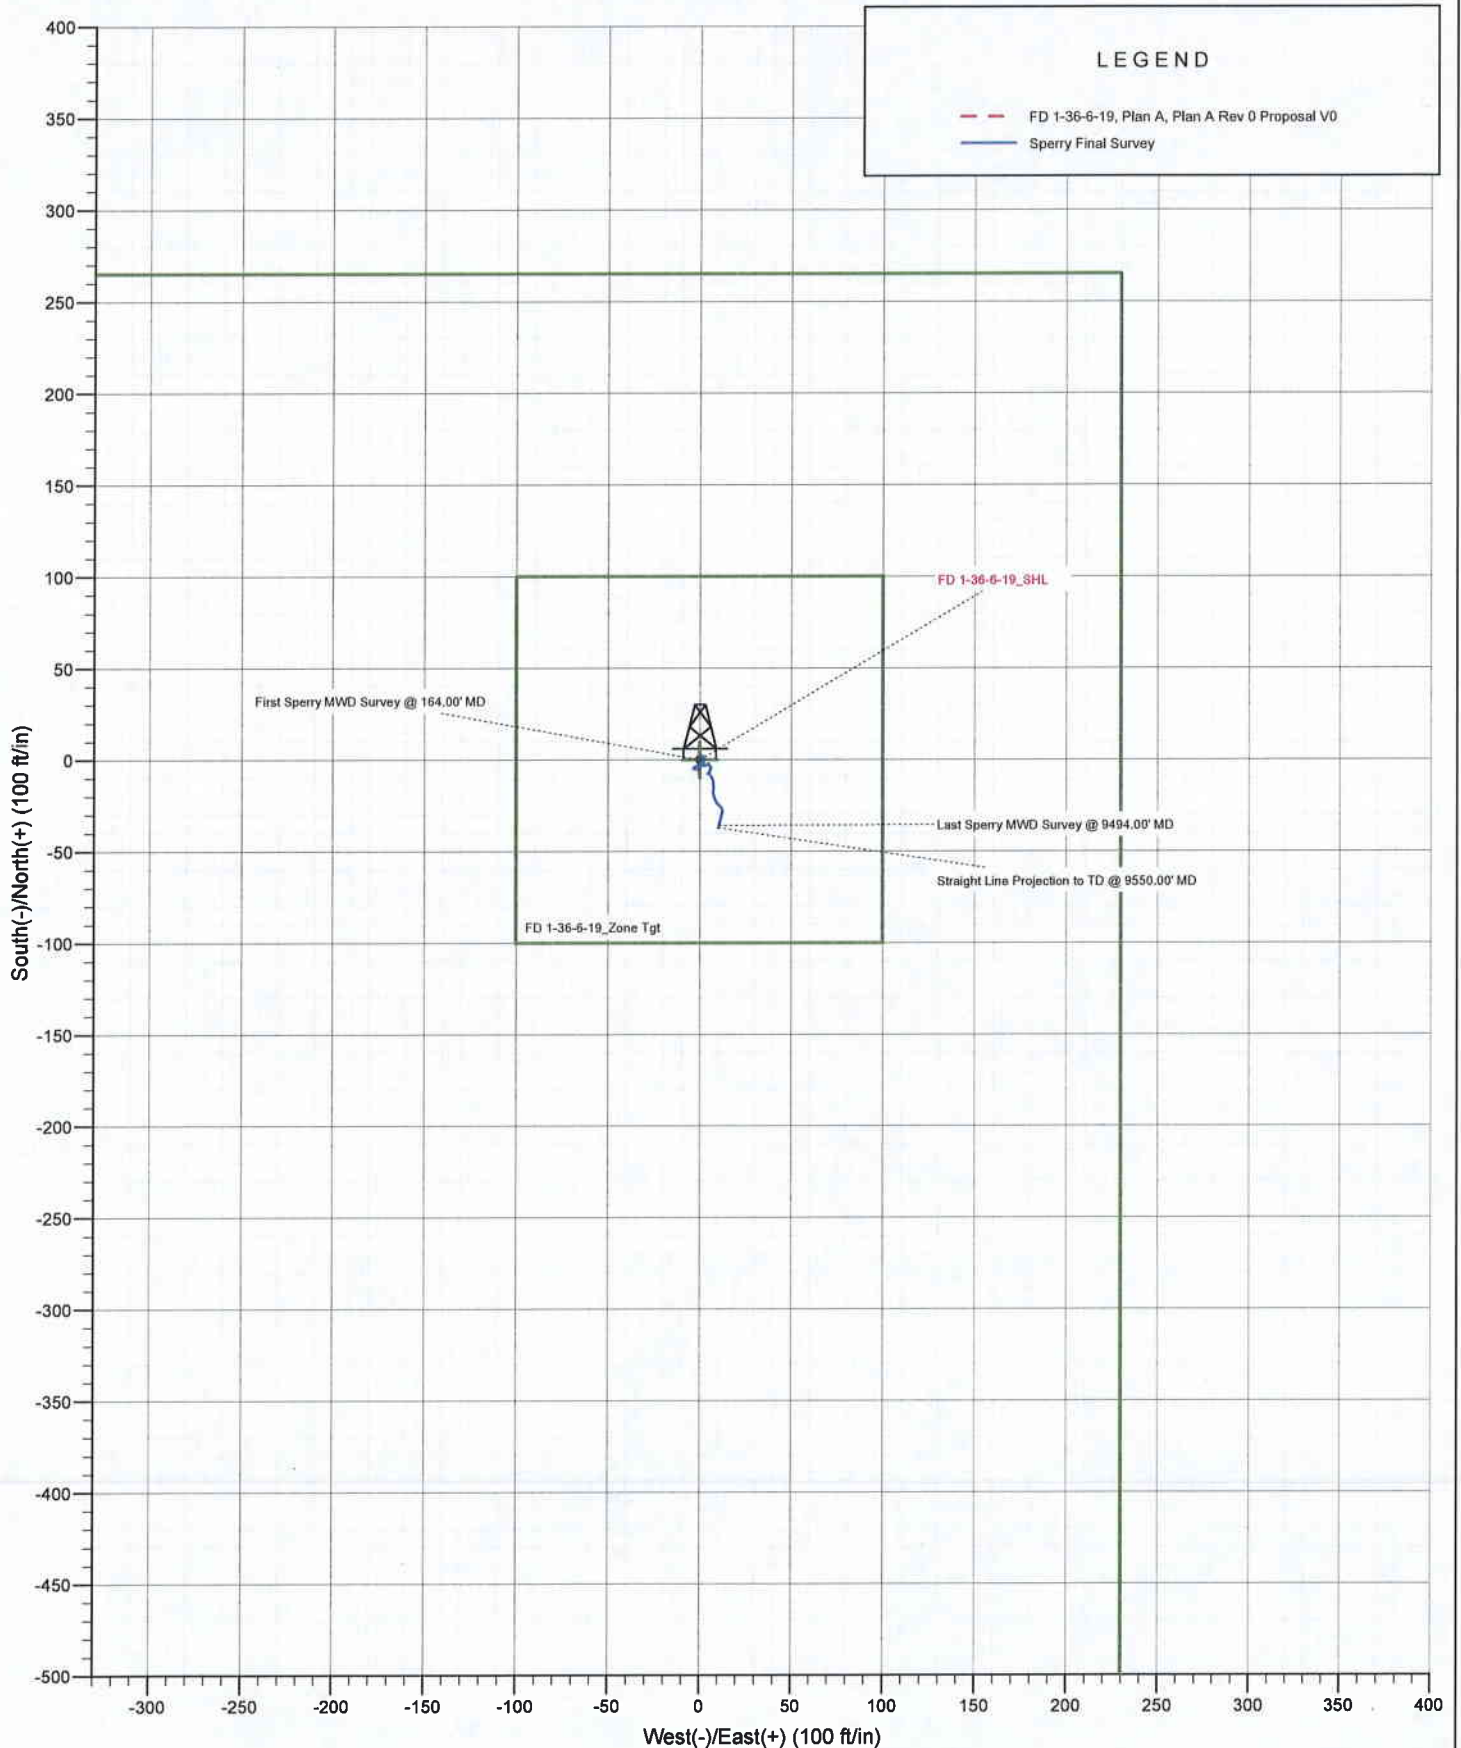 LEGEND
FD 1-36-6-19, Plan A, Plan A Rev 0 Proposal V0
Sperry Final Survey
400
350
300
250
200
150
100
50
0
-50
-100
-150
-200
-250
-300
-350
-400
-450
-500
South(-)/North(+) (100 ft/in)
FD 1-36-6-19_SHL
First Sperry MWD Survey @ 164.00' MD
Last Sperry MWD Survey @ 9494.00' MD
Straight Line Projection to TD @ 9550.00' MD
FD 1-36-6-19_Zone Tgt
-300 -250 -200 -150 -100 -50 0 50 100 150 200 250 300 350 400
West(-)/East(+) (100 ft/in)